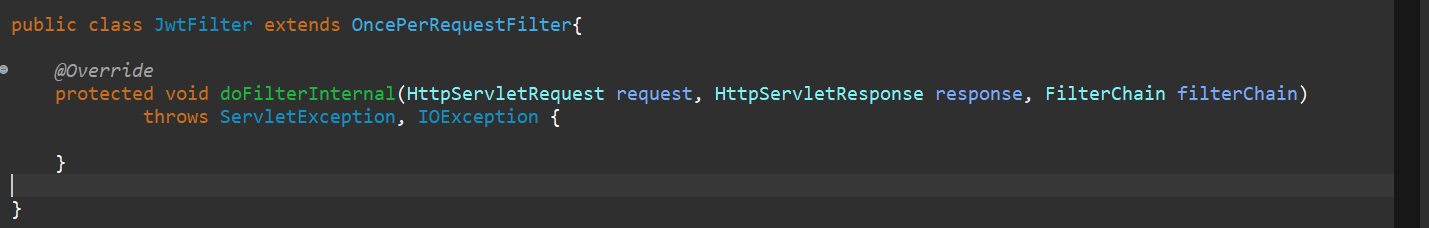 public class JwtFilter extends OncePerRequestFilter{
@Override
protected void doFilterInternal(HttpServletRequest request, HttpServletResponse response, FilterChain filterChain)
throws ServletException, IOException {
}
}